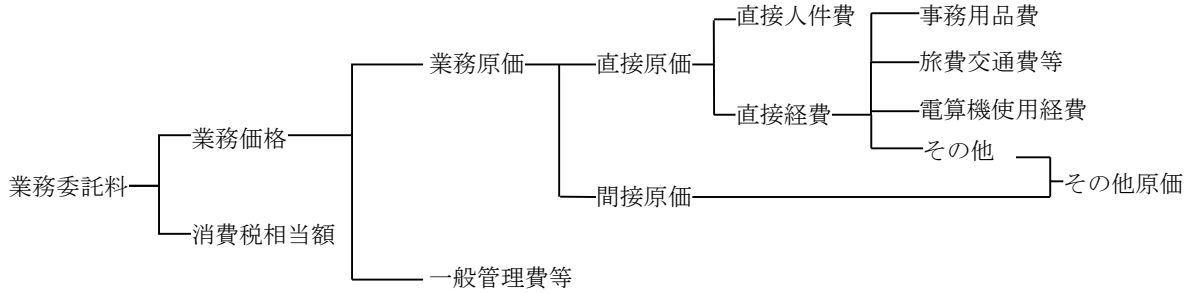 直接人件費
事務用品費
業務原価
直接原価
旅費交通費等
直接経費
電算機使用経費
業務価格
その他
業務委託料
間接原価
その他原価
消費税相当額
一般管理費等